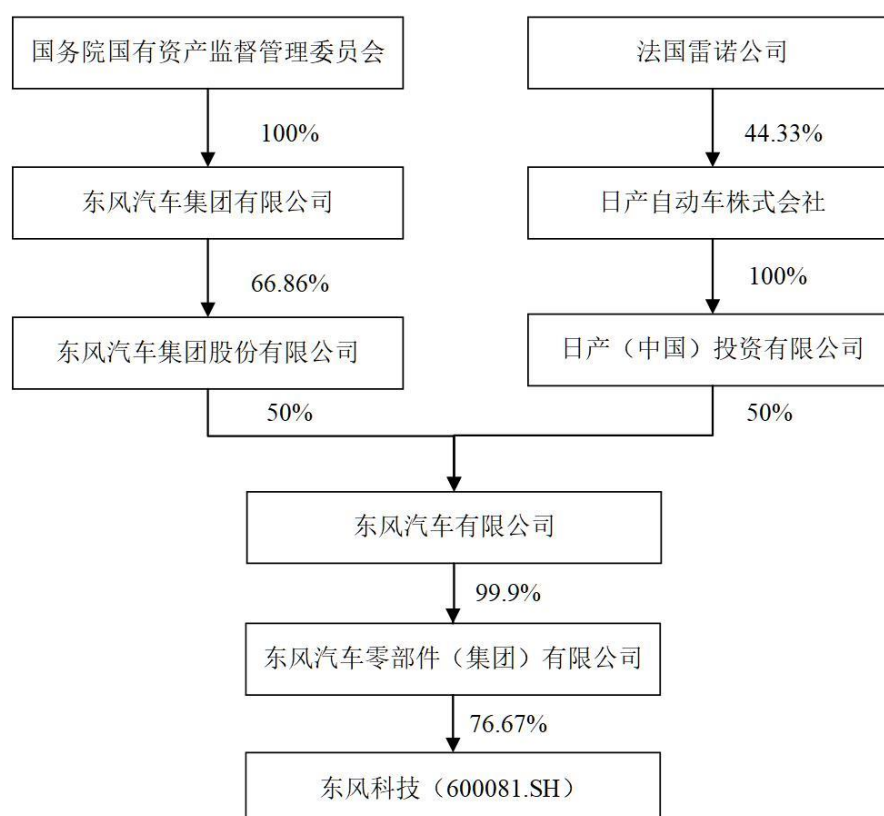 国务院国有资产监督管理委员会
法国雷诺公司
100%
44.33%
东风汽车集团有限公司
日产自动车株式会社
66.86%
100%
东风汽车集团股份有限公司
日产（中国）投资有限公司
50%
50%
东风汽车有限公司
99.9%
东风汽车零部件（集团）有限公司
76.67%
东风科技（600081.SH）